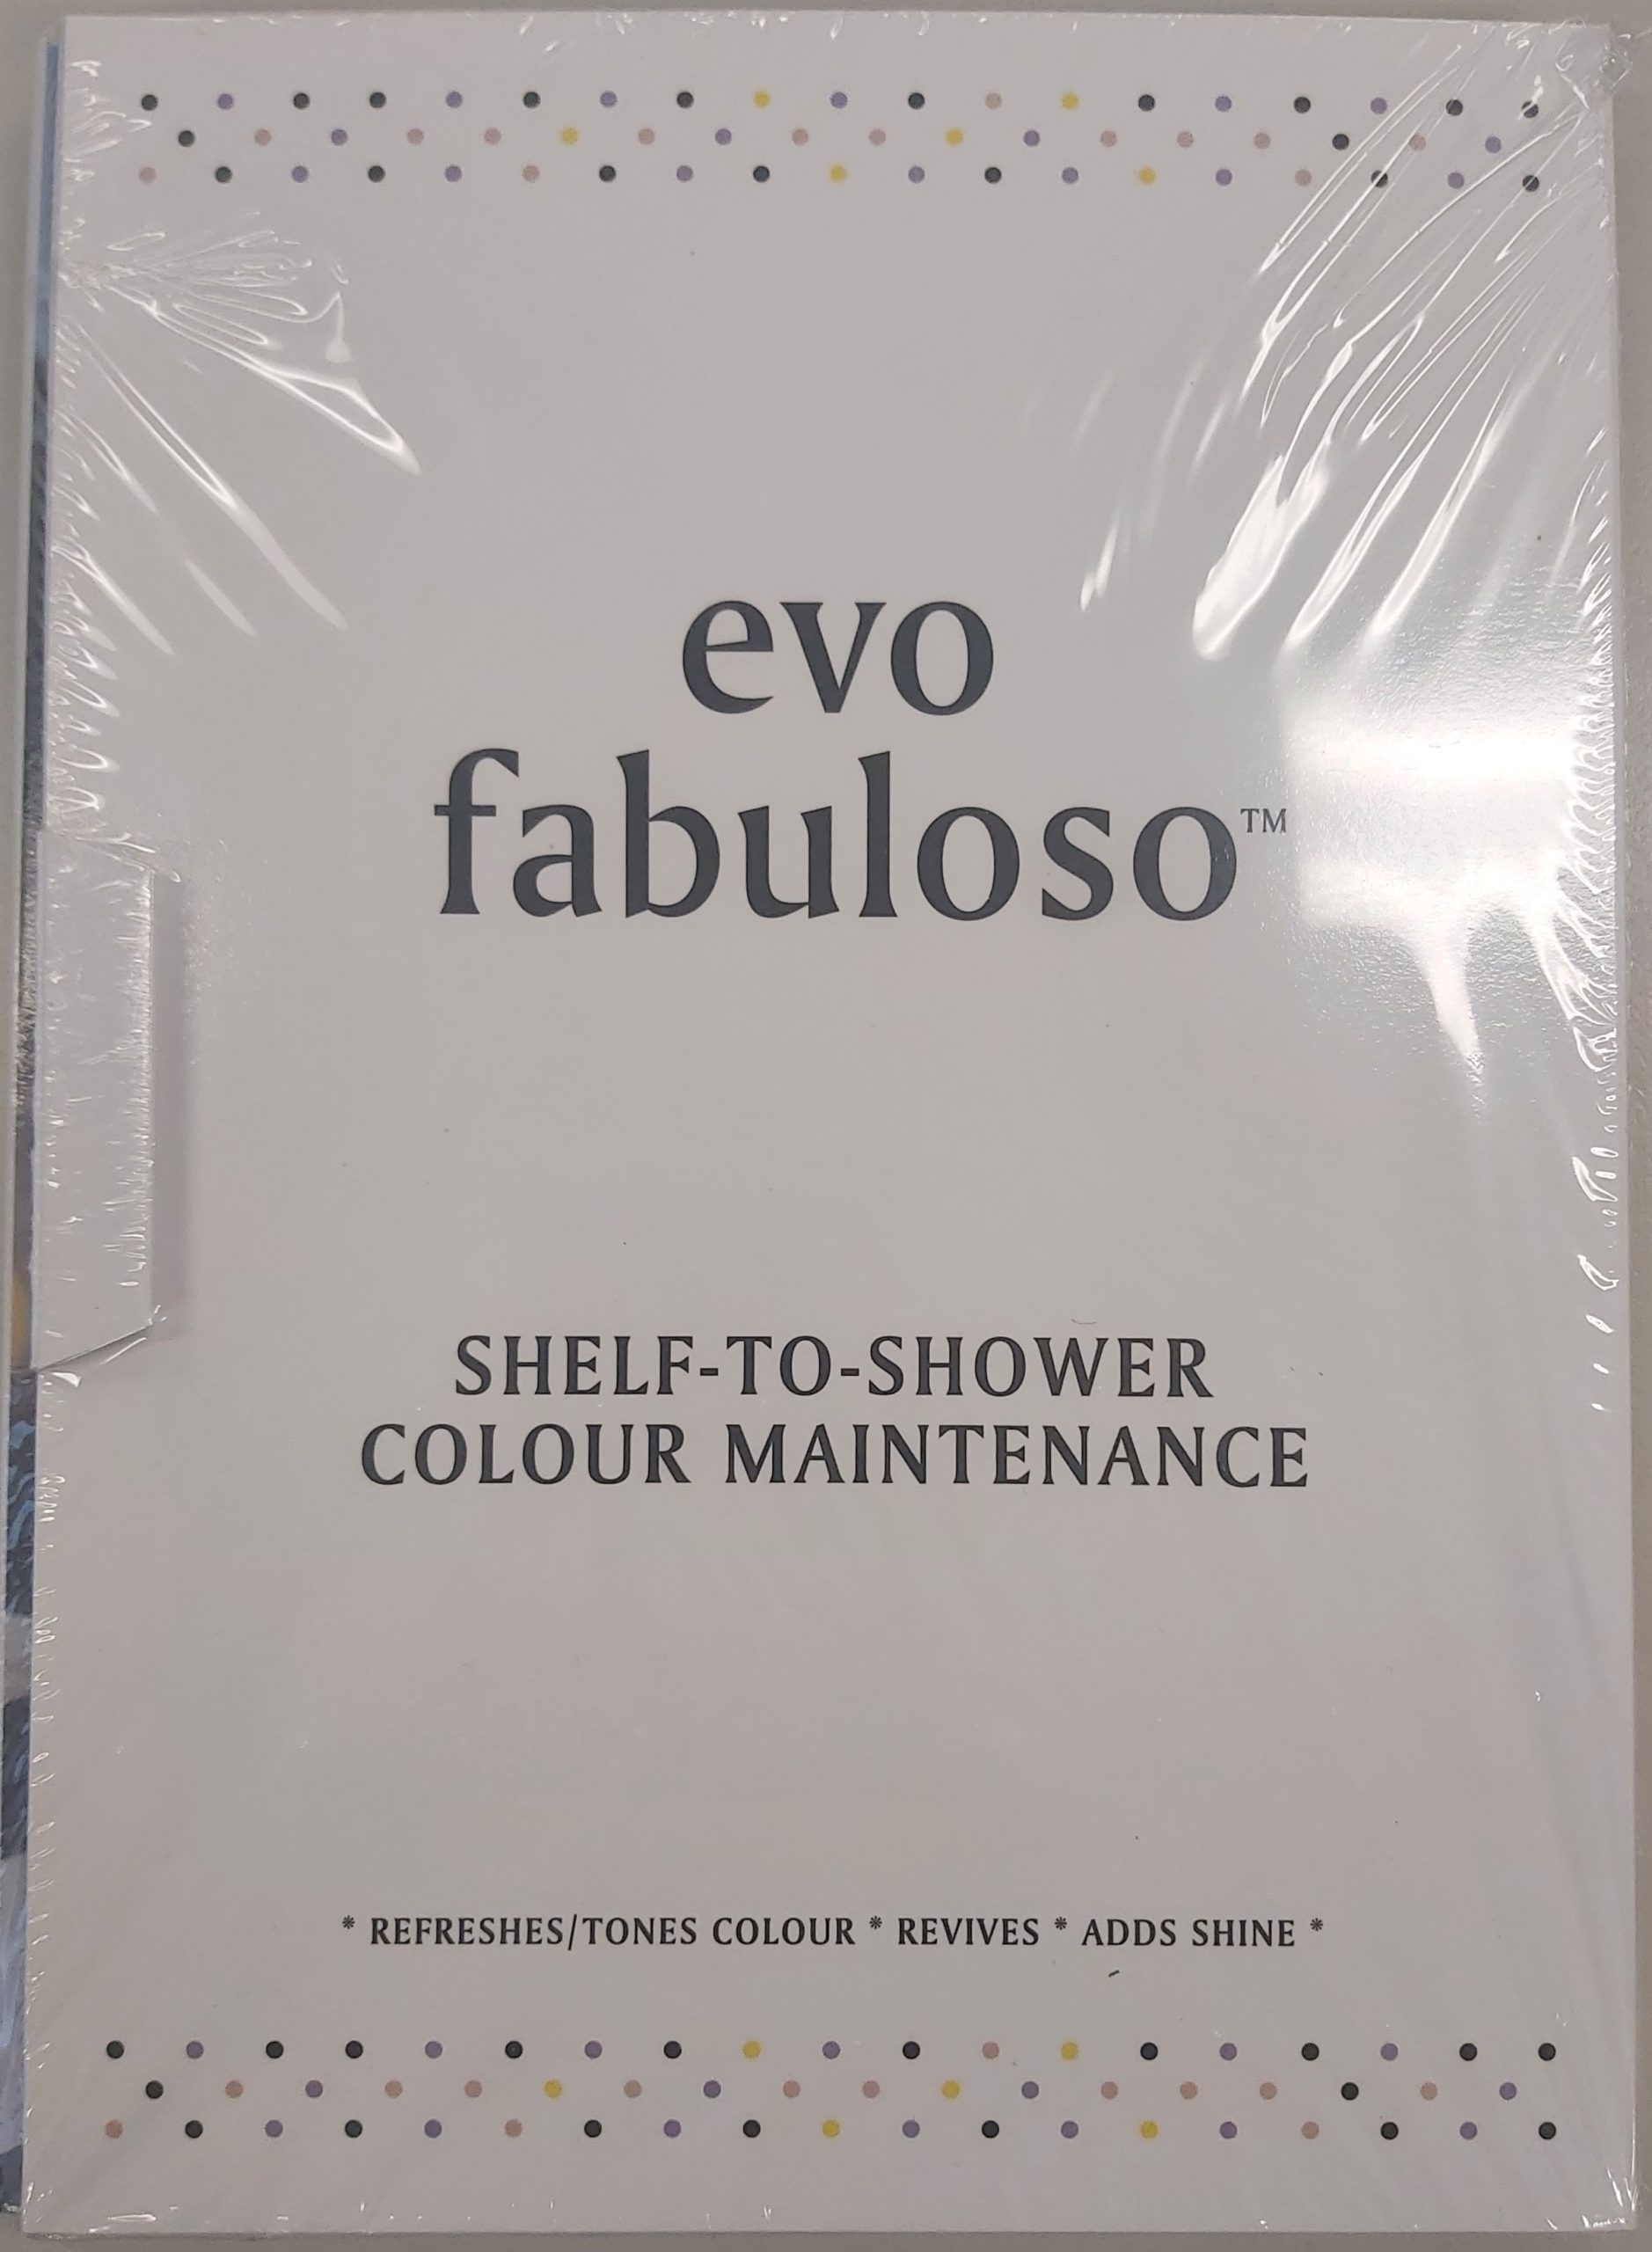 evo
fabuloso™
SHELF-TO-SHOWER
COLOUR MAINTENANCE
* REFRESHES/TONES COLOUR * REVIVES * ADDS SHINE *